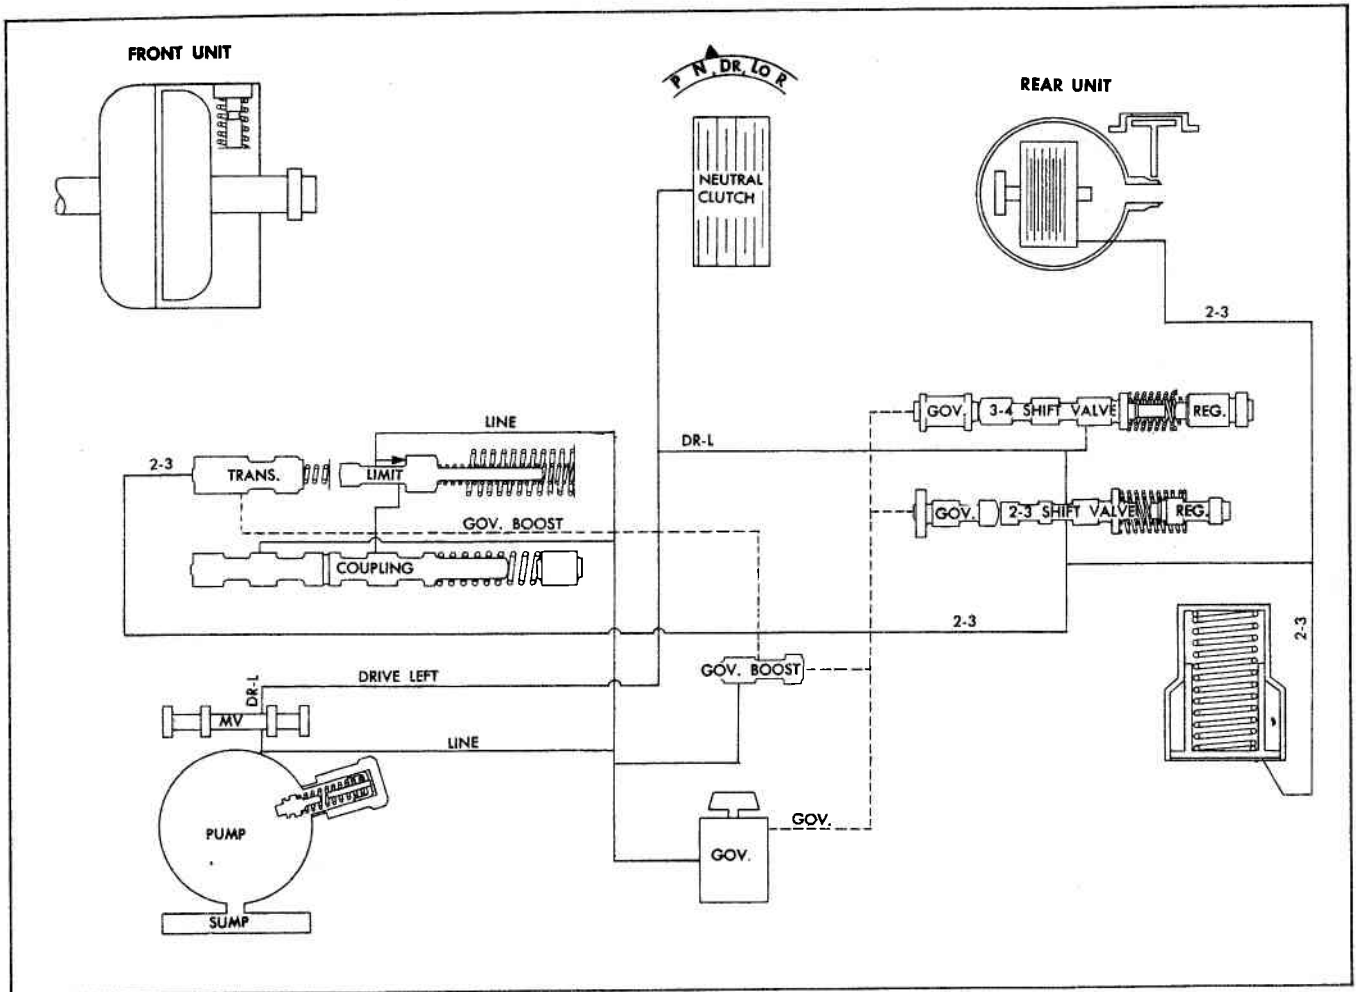 FRONT UNIT
P N DR LO R
REAR UNIT
NEUTRAL
CLUTCH
2-3
GOV. 3-4 SHIFT VALVE REG.
LINE
DR-L
2-3
TRANS.
LIMIT
GOV. BOOST
GOV. 2-3 SHIFT VALVE REG.
COUPLING
2-3
2-3
GOV. BOOST
DR-L
DRIVE LEFT
MV
LINE
GOV.
PUMP
GOV.
SUMP